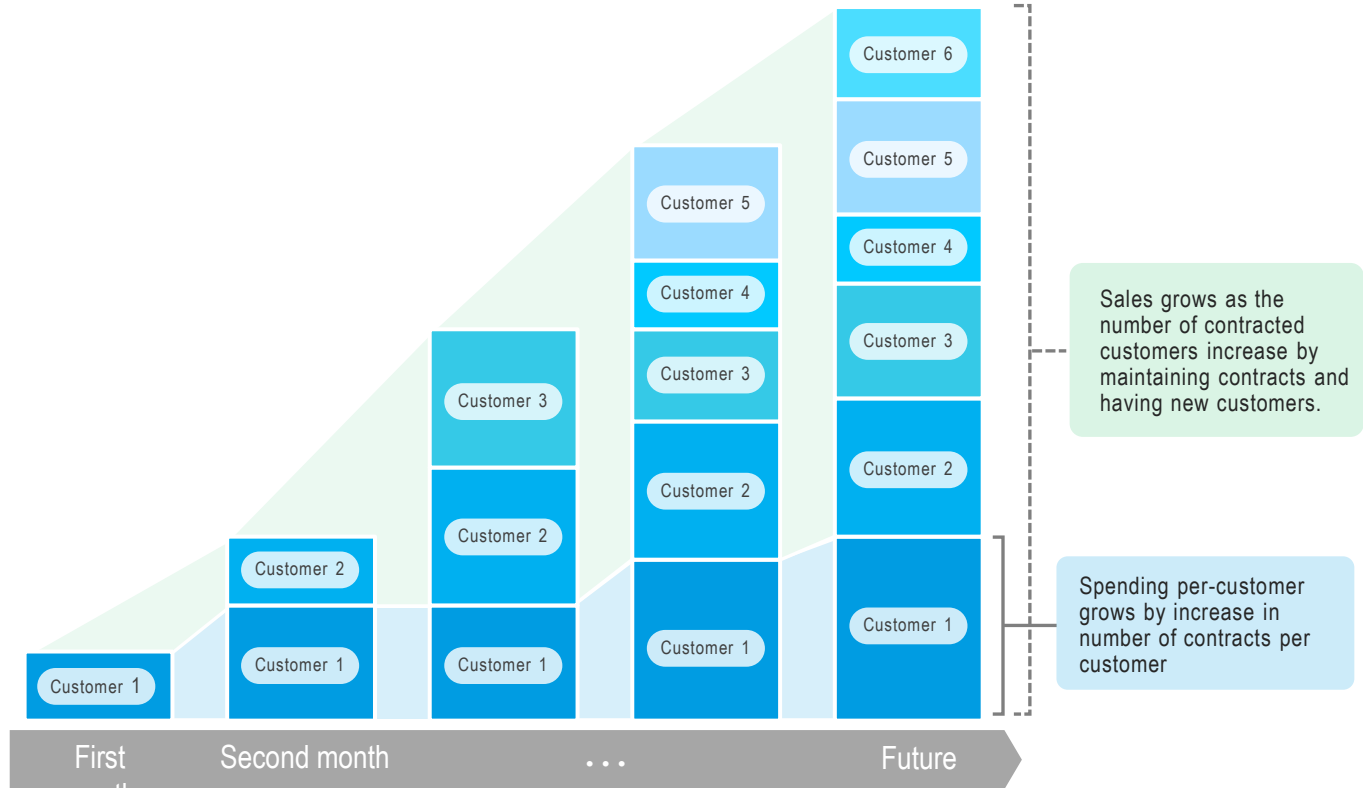 Customer 6
Customer 5
Customer 4
Customer 3
Customer 2
Customer 1
Customer 5
Customer 4
Customer 3
Customer 2
Customer 1
Customer 3
Customer 2
Customer 1
Customer 2
Customer 1
Customer 1
Sales grows as the
number of contracted
customers increase by
maintaining contracts and
having new customers.
Spending per-customer
grows by increase in
number of contracts per
customer
First
Second month
...
Future